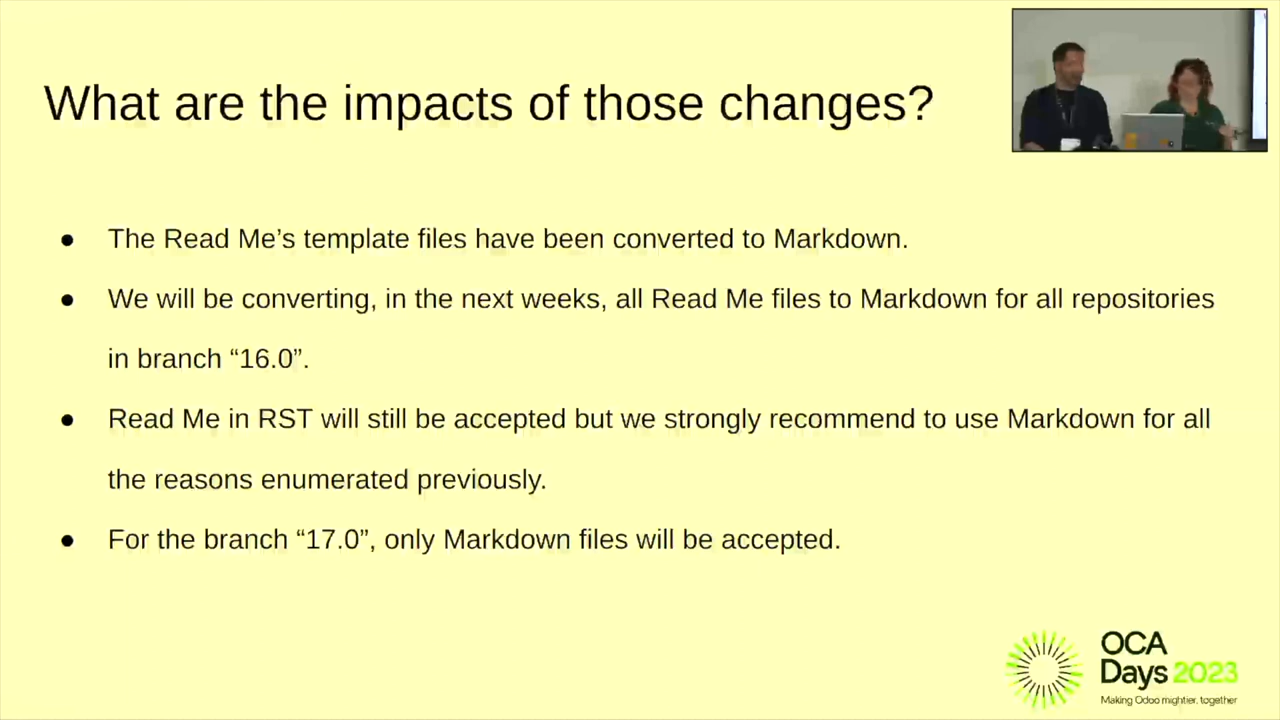 What are the impacts of those changes?
● The Read Me’s template files have been converted to Markdown.
● We will be converting, in the next weeks, all Read Me files to Markdown for all repositories
in branch “16.0”.
● Read Me in RST will still be accepted but we strongly recommend to use Markdown for all
the reasons enumerated previously.
● For the branch “17.0”, only Markdown files will be accepted.
OCA
Days 2023
Making Odoo mightier, together